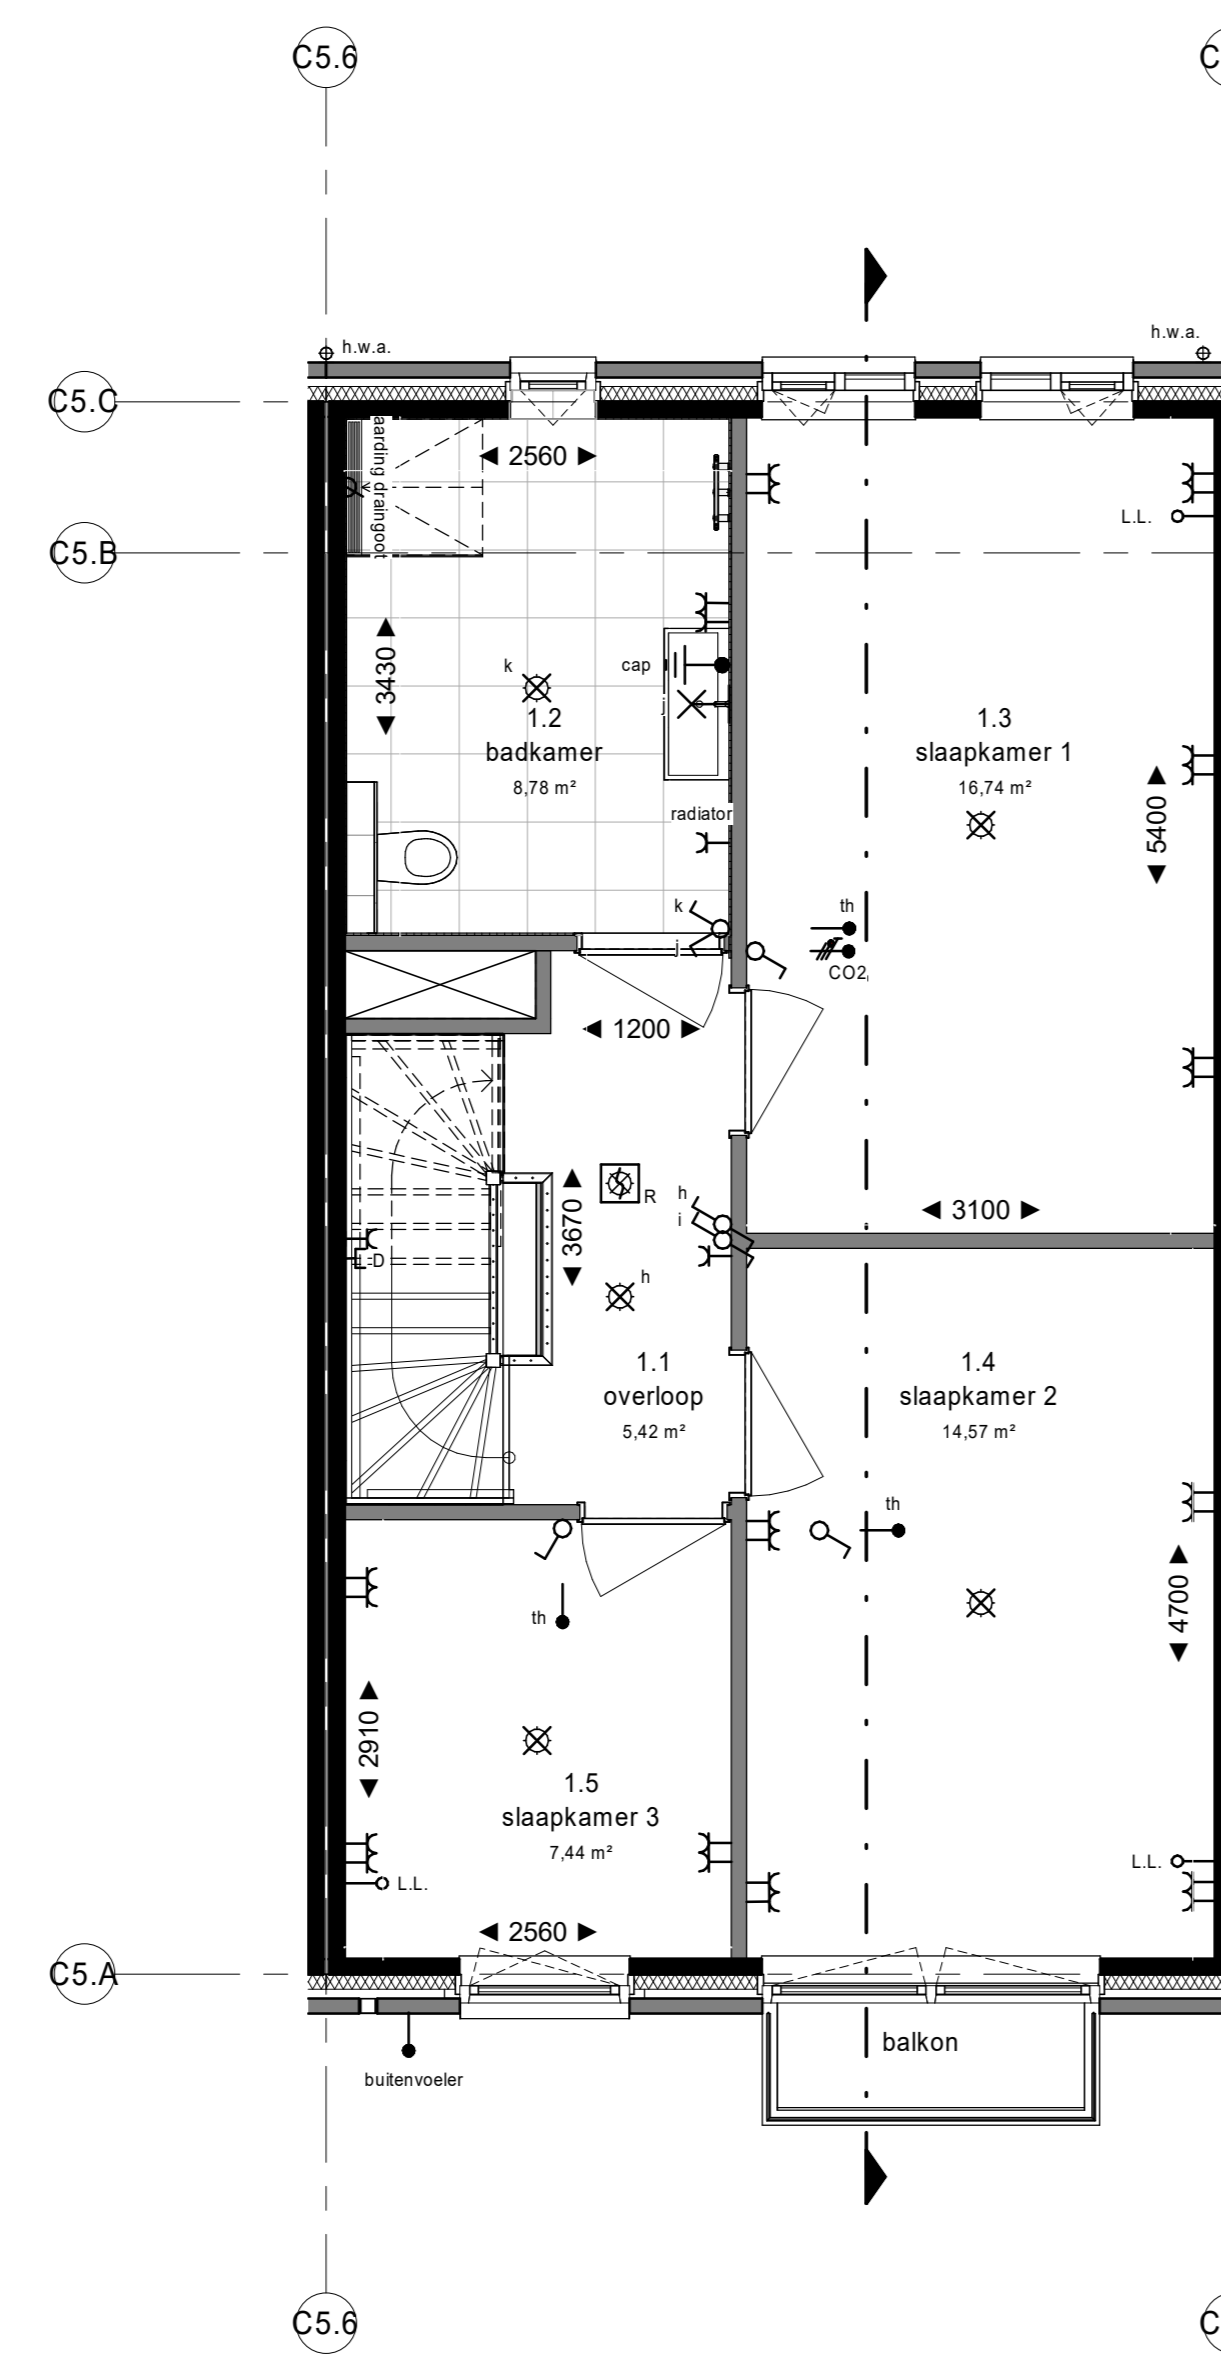 C5.6
C
h.w.a.
h.w.a.
C5.C
aarding draingoot
2560
L.L.
C5.B
3430
k
cap
j
1.2
badkamer
8,78 m²
1.3
slaapkamer 1
16,74 m²
radiator
5400
k
j
th
CO2
1200
R
3670
h
i
3100
D
h
1.1
overloop
5,42 m²
1.4
slaapkamer 2
14,57 m²
th
th
4700
2910
1.5
slaapkamer 3
7,44 m²
L.L.
L.L.
2560
C5.A
balkon
buitenvoeler
C5.6
C